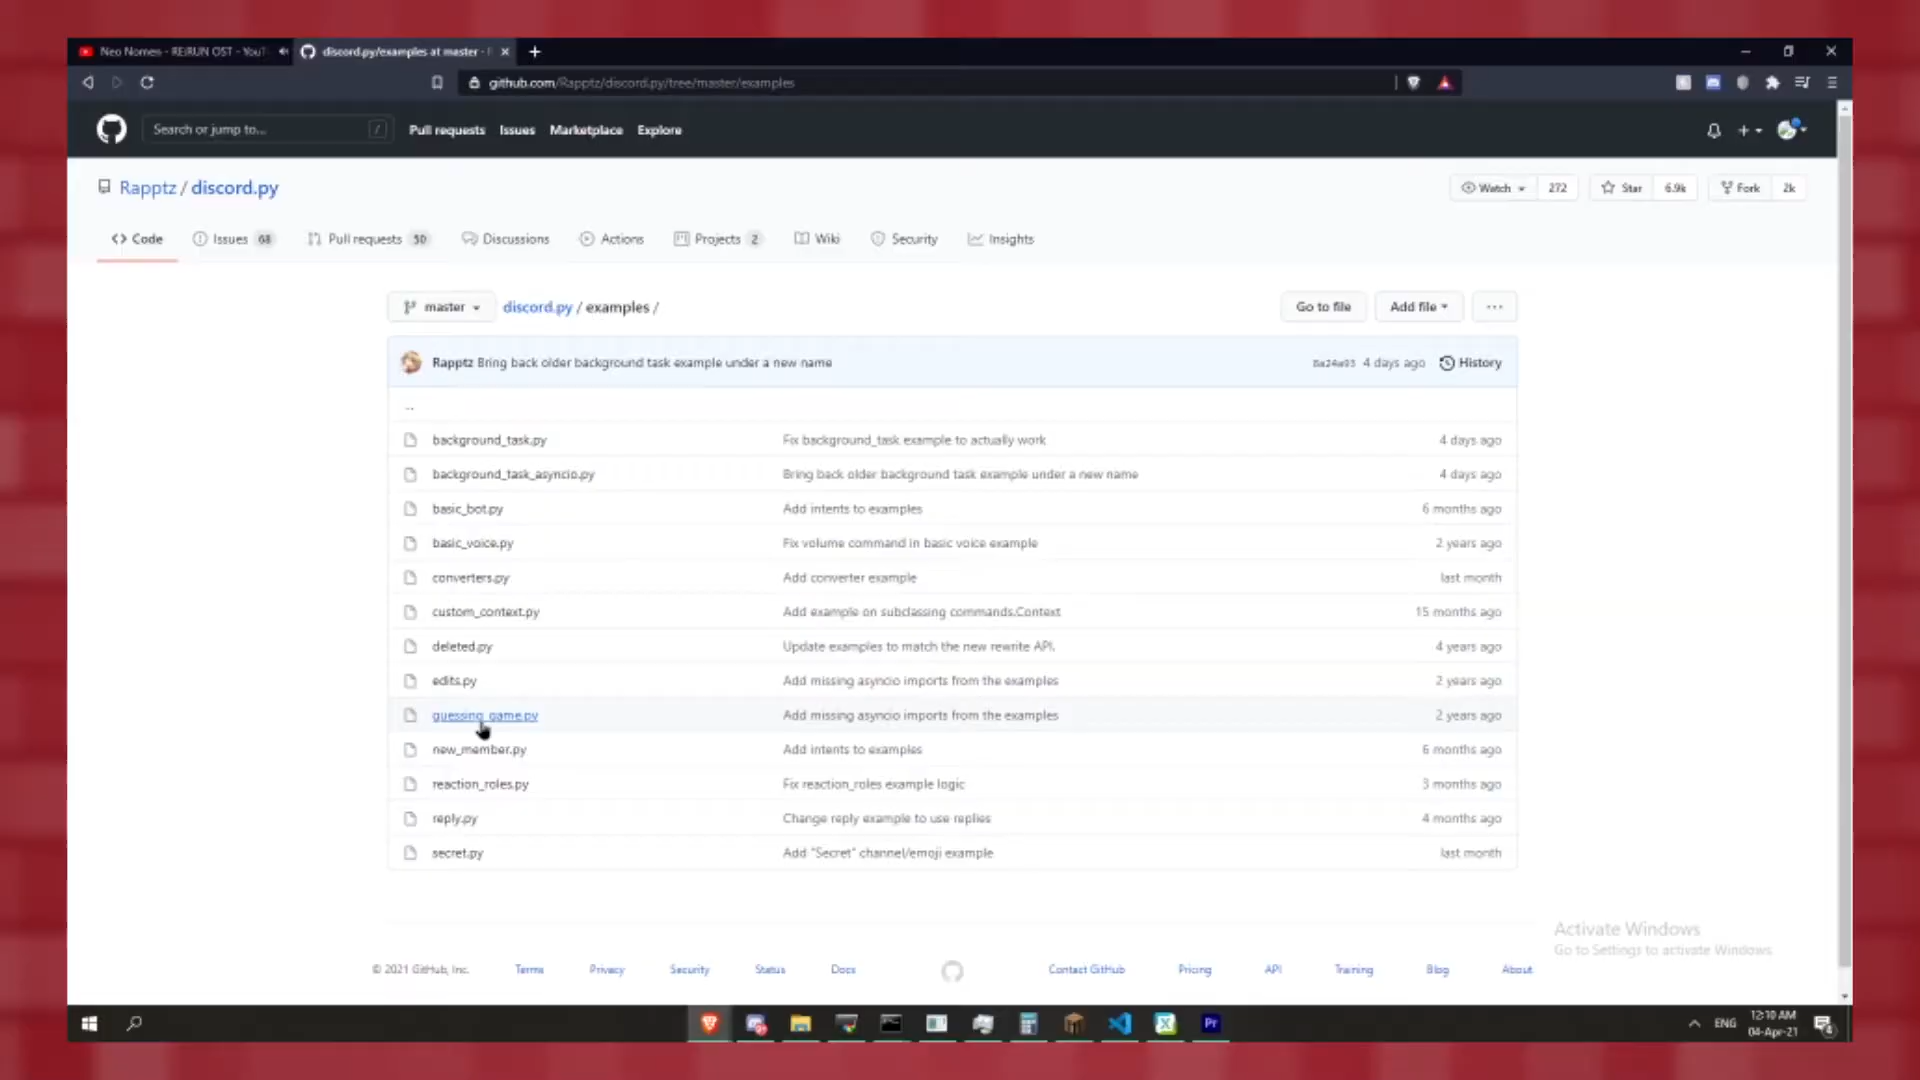 Neo Nomen - RE:RUN OST - YouT
discord.py/examples at master ·
github.com/Rapptz/discord.py/tree/master/examples
Search or jump to...
/
Pull requests
Issues
Marketplace
Explore
Rapptz / discord.py
Watch
272
Star
6.9k
Fork
2k
Code
Issues 68
Pull requests 50
Discussions
Actions
Projects 2
Wiki
Security
Insights
master
discord.py / examples /
Go to file
Add file
...
Rapptz Bring back older background task example under a new name
4 days ago
History
..
background_task.py Fix background_task example to actually work 4 days ago
background_task_asyncio.py Bring back older background task example under a new name 4 days ago
basic_bot.py Add intents to examples 6 months ago
basic_voice.py Fix volume command in basic voice example 2 years ago
converters.py Add converter example last month
custom_context.py Add example on subclassing commands.Context 15 months ago
deleted.py Update examples to match the new rewrite API. 4 years ago
edits.py Add missing asyncio imports from the examples 2 years ago
guessing_game.py Add missing asyncio imports from the examples 2 years ago
new_member.py Add intents to examples 6 months ago
reaction_roles.py Fix reaction_roles example logic 3 months ago
reply.py Change reply example to use replies 4 months ago
secret.py Add "Secret" channel/emoji example last month
Activate Windows
Go to Settings to activate Windows.
© 2021 GitHub, Inc.
Terms
Privacy
Security
Status
Docs
Contact GitHub
Pricing
API
Training
Blog
About
Pr
ENG
12:10 AM
04-Apr-21